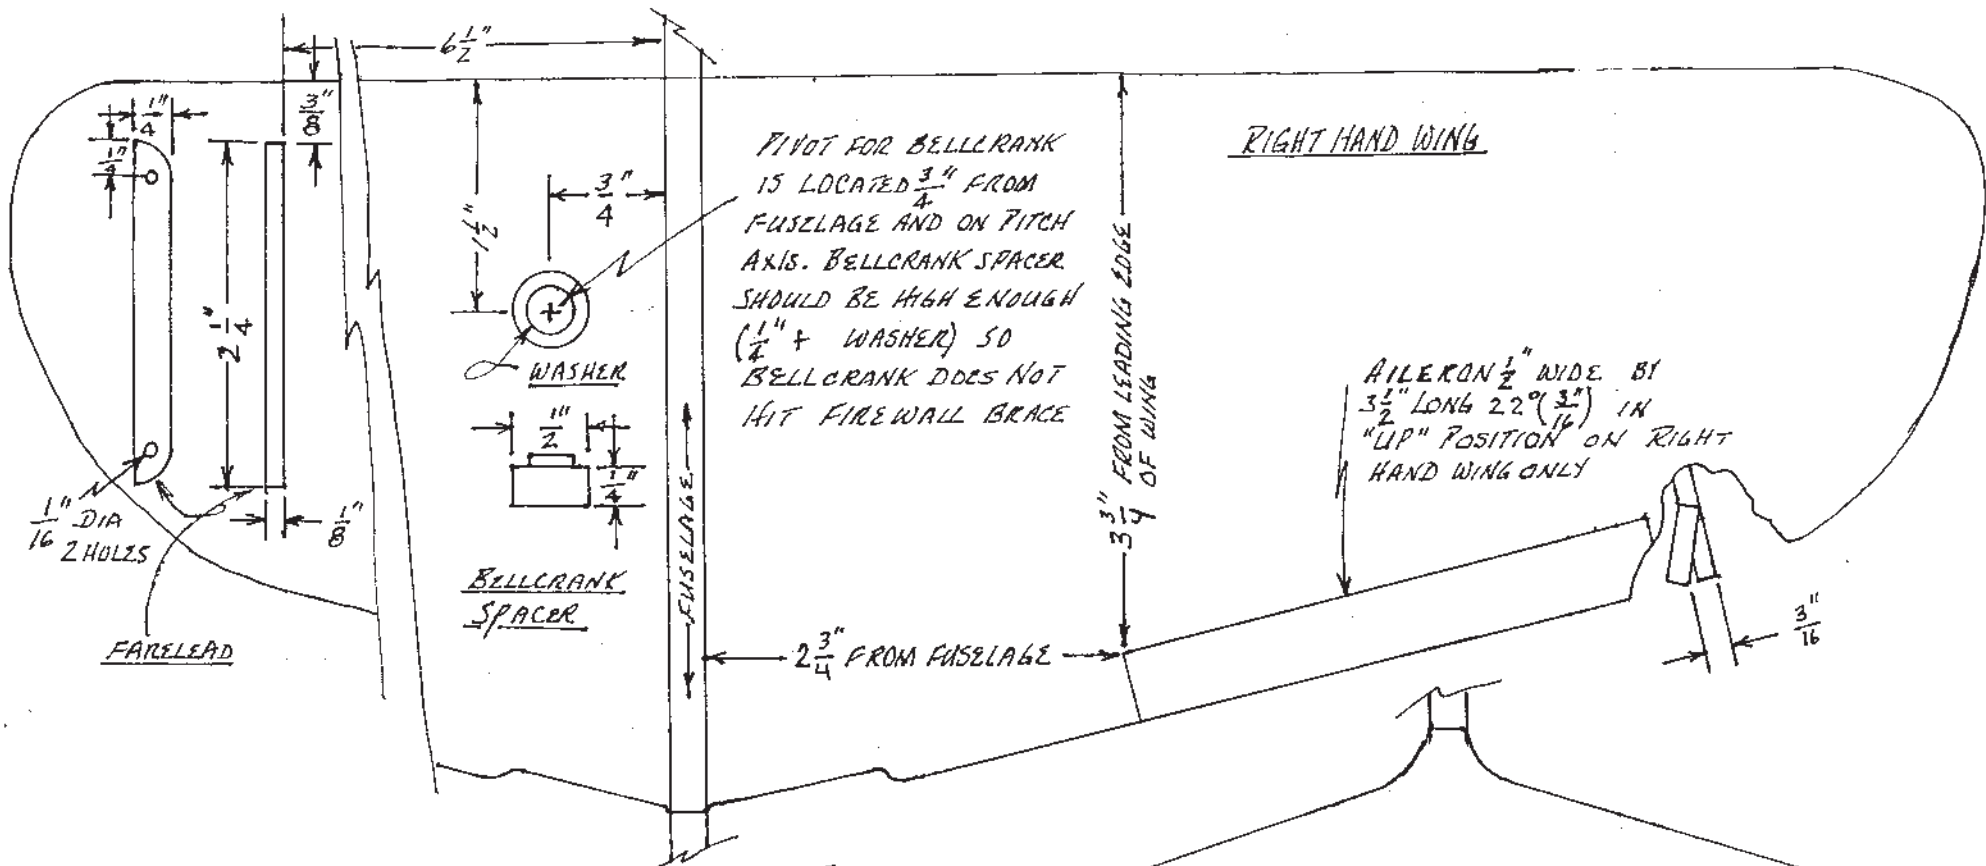 6 1/2"
1/4"
3/8"
1/4"
2 1/4"
1/16" DIA
2 HOLES
1/8"
FARELEAD
1 1/2"
3/4"
WASHER
1/2"
1/4"
BELLCRANK
SPACER
FUSELAGE
PIVOT FOR BELLCRANK
IS LOCATED 3/4" FROM
FUSELAGE AND ON PITCH
AXIS. BELLCRANK SPACER
SHOULD BE HIGH ENOUGH
(1/4" + WASHER) SO
BELLCRANK DOES NOT
HIT FIREWALL BRACE
2 3/4" FROM FUSELAGE
3 3/4" FROM LEADING EDGE
OF WING
RIGHT HAND WING
AILERON 1/2" WIDE BY
3 1/2" LONG 22° (3/16") IN
"UP" POSITION ON RIGHT
HAND WING ONLY
3/16"